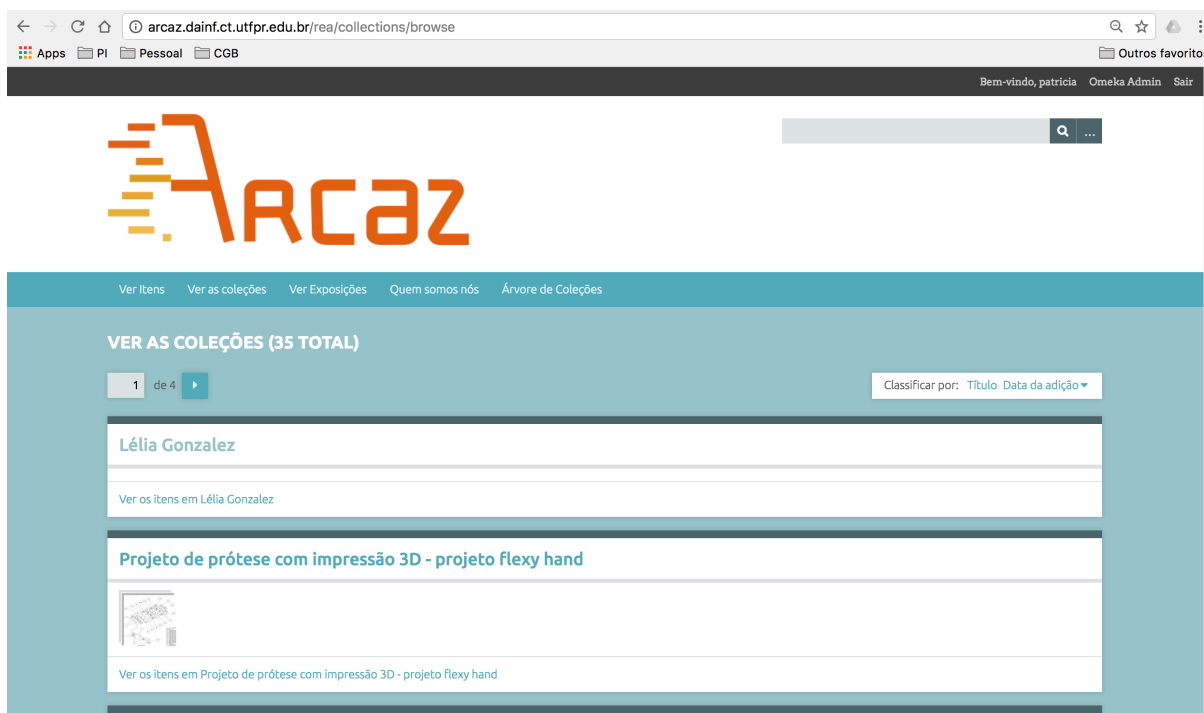 arcaz.dainf.ct.utfpr.edu.br/rea/collections/browse
Apps PI Pessoal CGB Outros favoritos
Bem-vindo, patricia Omeka Admin Sair
...
ARCAZ
Ver Itens Ver as coleções Ver Exposições Quem somos nós Árvore de Coleções
VER AS COLEÇÕES (35 TOTAL)
1 de 4 Classificar por: Título Data da adição
Lélia Gonzalez
Ver os itens em Lélia Gonzalez
Projeto de prótese com impressão 3D - projeto flexy hand
Ver os itens em Projeto de prótese com impressão 3D - projeto flexy hand